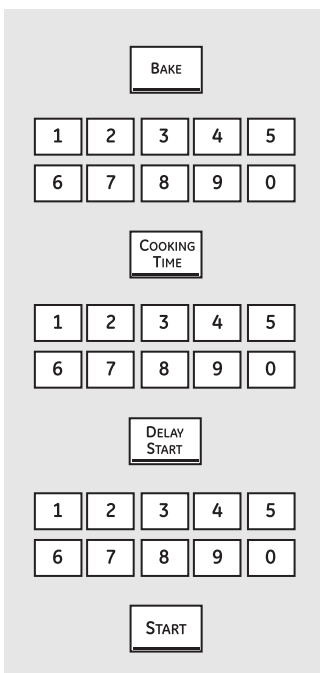 BAKE
1 2 3 4 5
6 7 8 9 0
COOKING
TIME
1 2 3 4 5
6 7 8 9 0
DELAY
START
1 2 3 4 5
6 7 8 9 0
START